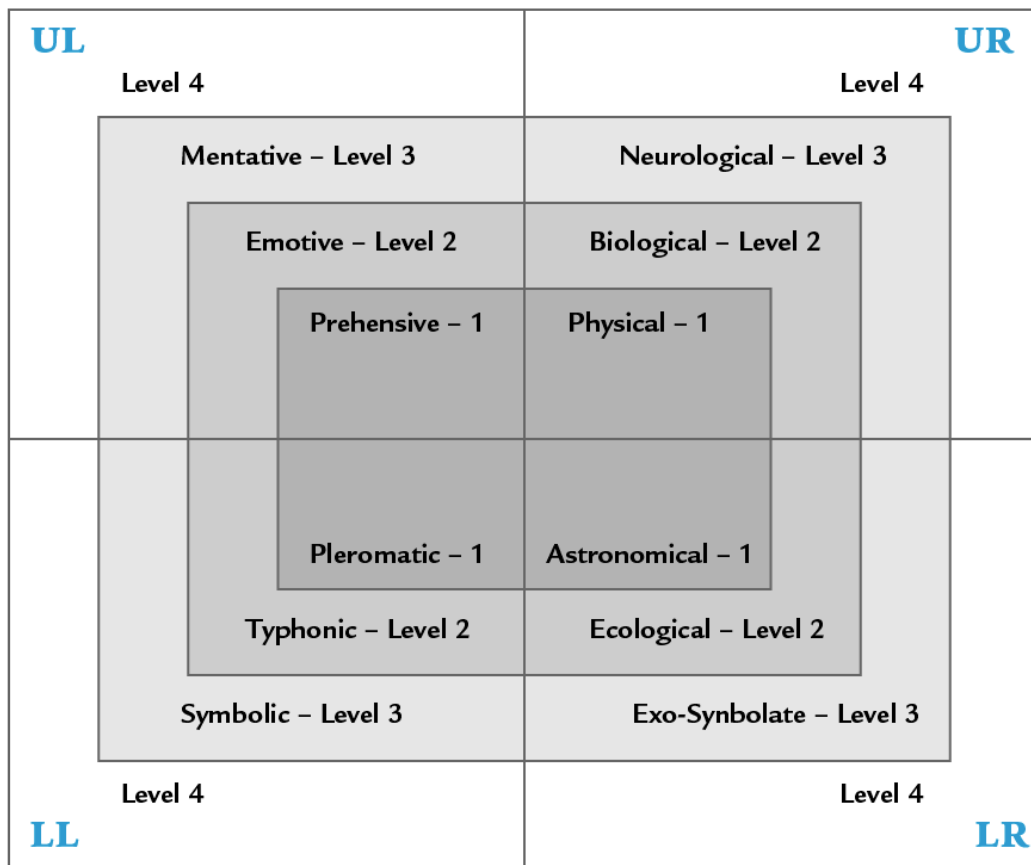 UL
UR
Level 4
Level 4
Mentative – Level 3
Neurological – Level 3
Emotive – Level 2
Biological – Level 2
Prehensive – 1
Physical – 1
Pleromatic – 1
Astronomical – 1
Typhonic – Level 2
Ecological – Level 2
Symbolic – Level 3
Exo-Synbolate – Level 3
Level 4
Level 4
LL
LR